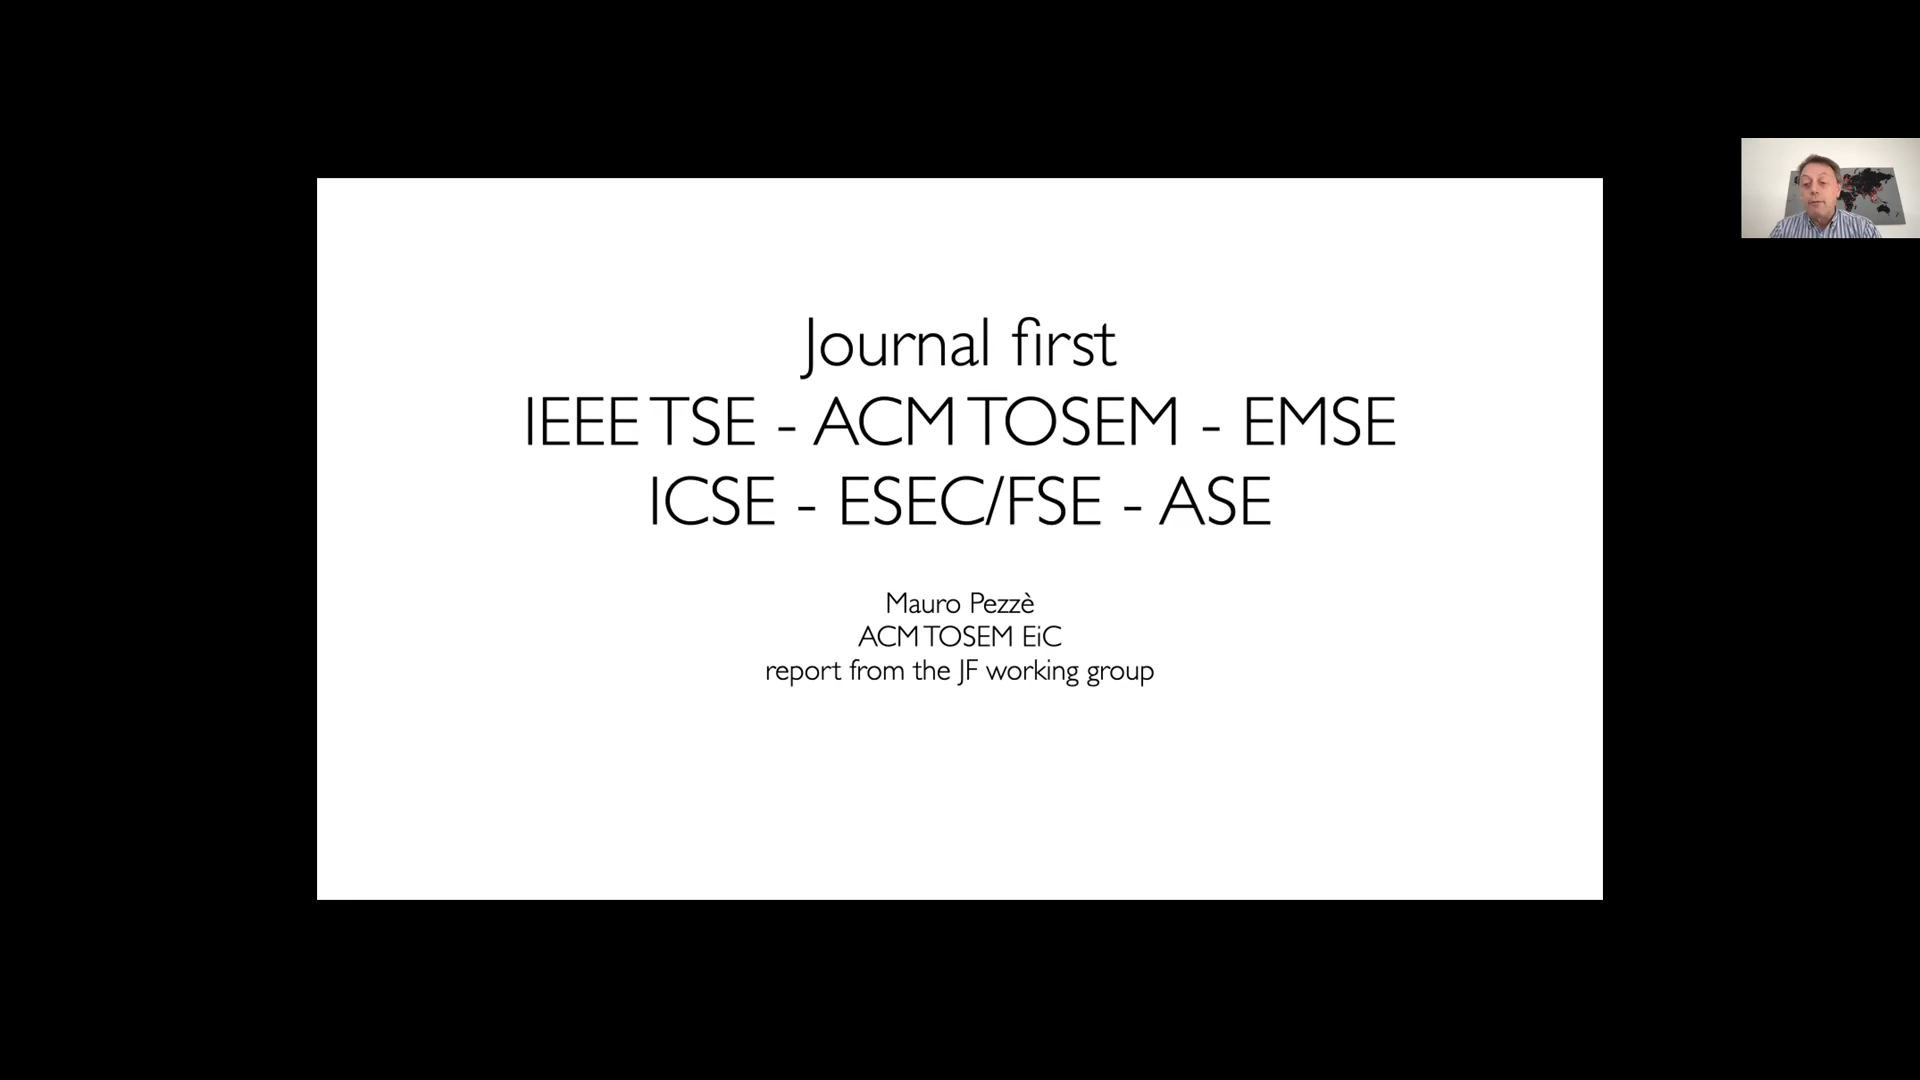 Journal first
IEEE TSE - ACM TOSEM - EMSE
ICSE - ESEC/FSE - ASE
Mauro Pezzè
ACM TOSEM EiC
report from the JF working group